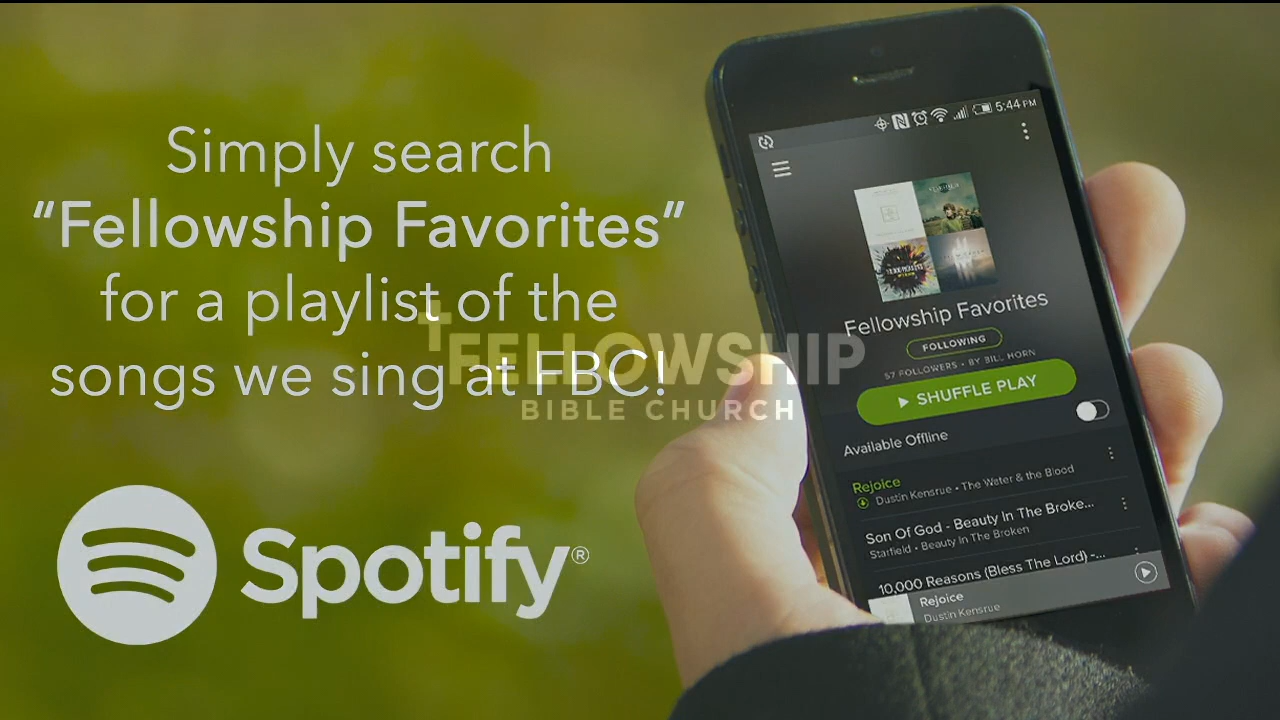 Simply search
“Fellowship Favorites”
for a playlist of the
songs we sing at FBC!
FELLOWSHIP
BIBLE CHURCH
Spotify®
5:44 PM
Fellowship Favorites
FOLLOWING
57 FOLLOWERS • BY BILL HORN
SHUFFLE PLAY
Available Offline
Rejoice
Dustin Kensrue • The Water & the Blood
Son Of God - Beauty In The Broke...
Starfield • Beauty In The Broken
10,000 Reasons (Bless The Lord) -...
Rejoice
Dustin Kensrue